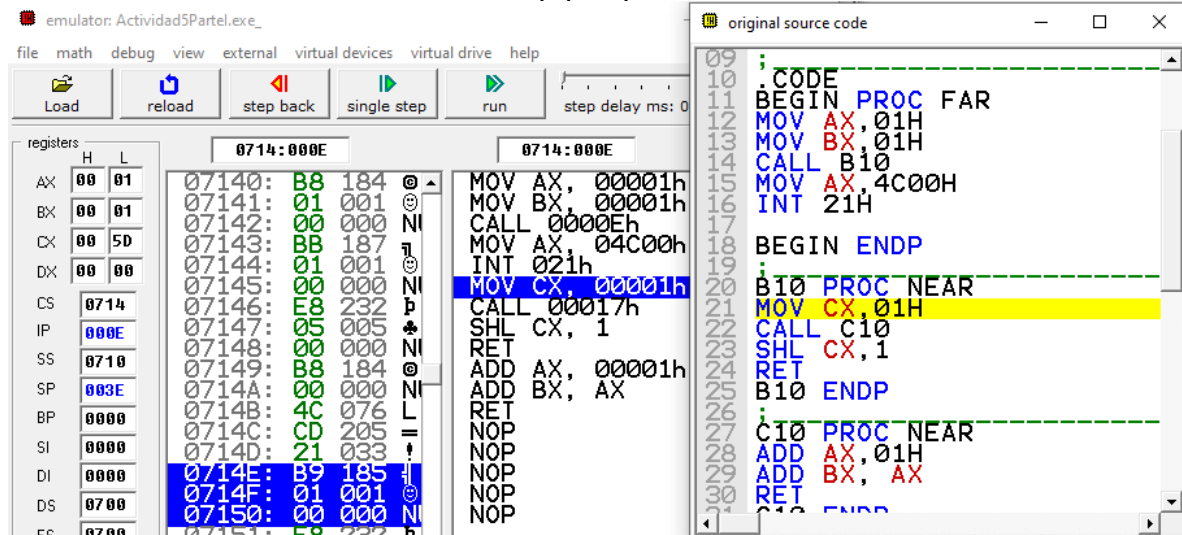 emulator: Actividad5ParteI.exe_
file math debug view external virtual devices virtual drive help
Load reload step back single step run step delay ms: 0
registers
H L
0714:000E 0714:000E
AX 00 01
BX 00 01
CX 00 5D
DX 00 00
CS 0714
IP 000E
SS 0710
SP 003E
BP 0000
SI 0000
DI 0000
DS 0700
07140: B8 184
07141: 01 001
07142: 00 000
07143: BB 187
07144: 01 001
07145: 00 000
07146: E8 232
07147: 05 005
07148: 00 000
07149: B8 184
0714A: 00 000
0714B: 4C 076 L
0714C: CD 205 =
0714D: 21 033 !
0714E: B9 185
0714F: 01 001
07150: 00 000
07151: E8 232
MOV AX, 00001h
MOV BX, 00001h
CALL 0000Eh
MOV AX, 04C00h
INT 021h
MOV CX, 00001h
CALL 00017h
SHL CX, 1
RET
ADD AX, 00001h
ADD BX, AX
RET
NOP
NOP
NOP
NOP
NOP
original source code
09 ;
10 .CODE
11 BEGIN PROC FAR
12 MOV AX,01H
13 MOV BX,01H
14 CALL B10
15 MOV AX,4C00H
16 INT 21H
17
18 BEGIN ENDP
19 ;
20 B10 PROC NEAR
21 MOV CX,01H
22 CALL C10
23 SHL CX,1
24 RET
25 B10 ENDP
26 ;
27 C10 PROC NEAR
28 ADD AX,01H
29 ADD BX, AX
30 RET
31 C10 ENDP